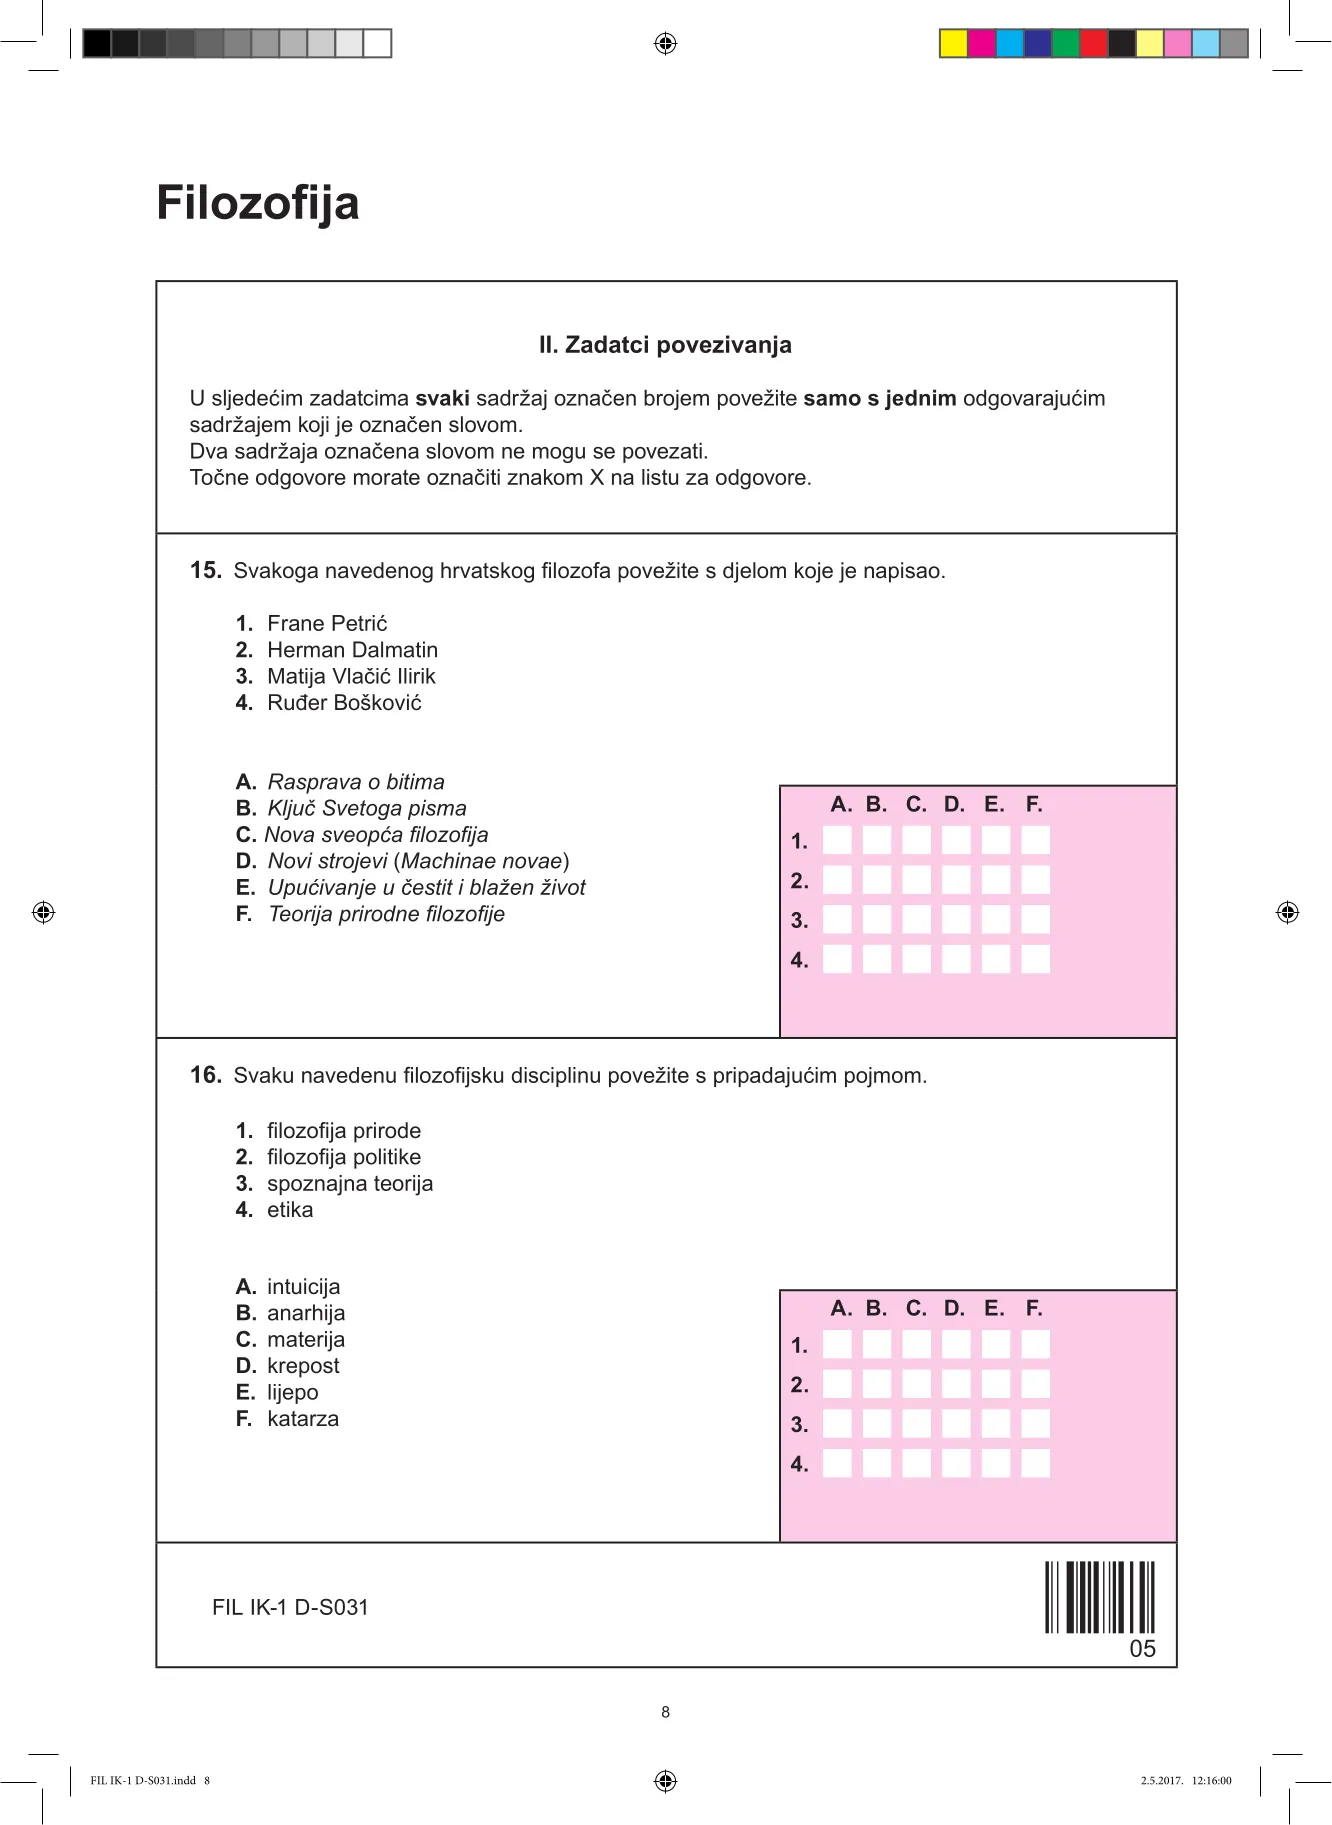 Filozofija
II. Zadatci povezivanja
U sljedećim zadatcima svaki sadržaj označen brojem povežite samo s jednim odgovarajućim
sadržajem koji je označen slovom.
Dva sadržaja označena slovom ne mogu se povezati.
Točne odgovore morate označiti znakom X na listu za odgovore.
15. Svakoga navedenog hrvatskog filozofa povežite s djelom koje je napisao.
1. Frane Petrić
2. Herman Dalmatin
3. Matija Vlačić Ilirik
4. Ruđer Bošković
A. Rasprava o bitima
B. Ključ Svetoga pisma
C. Nova sveopća filozofija
D. Novi strojevi (Machinae novae)
E. Upućivanje u čestit i blažen život
F. Teorija prirodne filozofije
A. B. C. D. E. F.
1.
2.
3.
4.
16. Svaku navedenu filozofijsku disciplinu povežite s pripadajućim pojmom.
1. filozofija prirode
2. filozofija politike
3. spoznajna teorija
4. etika
A. intuicija
B. anarhija
C. materija
D. krepost
E. lijepo
F. katarza
A. B. C. D. E. F.
1.
2.
3.
4.
FIL IK-1 D-S031
05
8
FIL IK-1 D-S031.indd 8
2.5.2017. 12:16:00